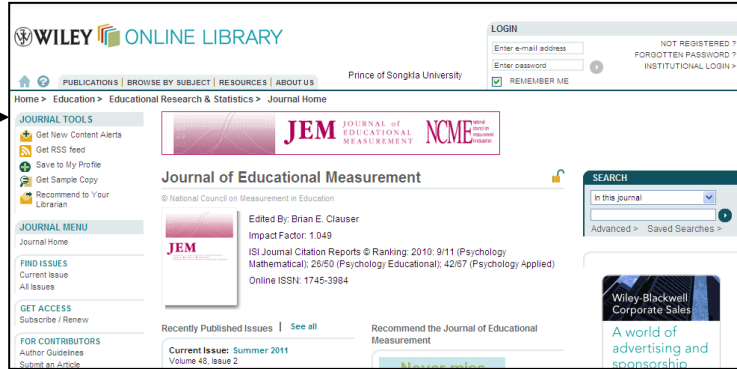 WILEY ONLINE LIBRARY
LOGIN
Enter e-mail address
Enter password
REMEMBER ME
NOT REGISTERED ?
FORGOTTEN PASSWORD ?
INSTITUTIONAL LOGIN >
PUBLICATIONS | BROWSE BY SUBJECT | RESOURCES | ABOUT US
Prince of Songkla University
Home > Education > Educational Research & Statistics > Journal Home
JOURNAL TOOLS
Get New Content Alerts
Get RSS feed
Save to My Profile
Get Sample Copy
Recommend to Your
Librarian
JOURNAL MENU
Journal Home
FIND ISSUES
Current Issue
All Issues
GET ACCESS
Subscribe / Renew
FOR CONTRIBUTORS
Author Guidelines
Submit an Article
JEM JOURNAL of
EDUCATIONAL
MEASUREMENT
NCME
Journal of Educational Measurement
© National Council on Measurement in Education
JEM
Edited By: Brian E. Clauser
Impact Factor: 1.049
ISI Journal Citation Reports © Ranking: 2010: 9/11 (Psychology
Mathematical); 26/50 (Psychology Educational); 42/67 (Psychology Applied)
Online ISSN: 1745-3984
Recently Published Issues | See all
Current Issue: Summer 2011
Volume 48, Issue 2
Recommend the Journal of Educational
Measurement
Never miss
SEARCH
In this journal
Advanced > Saved Searches >
Wiley-Blackwell
Corporate Sales
A world of
advertising and
sponsorship